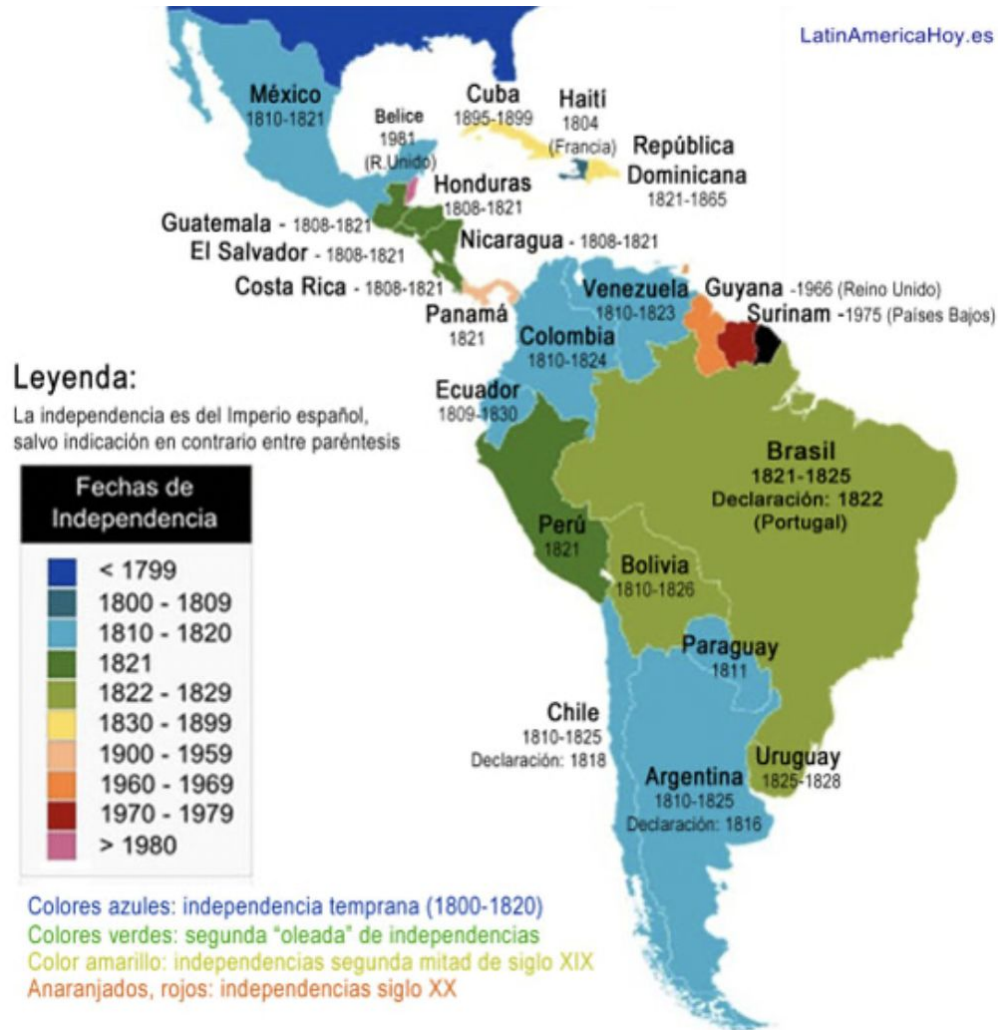 LatinAmericaHoy.es
México
1810-1821
Belice
1981
(R.Unido)
Cuba
1895-1899
Haití
1804
(Francia)
República
Dominicana
1821-1865
Honduras
1808-1821
Guatemala - 1808-1821
El Salvador - 1808-1821
Nicaragua - 1808-1821
Costa Rica - 1808-1821
Panamá
1821
Venezuela
1810-1823
Guyana -1966 (Reino Unido)
Surinam -1975 (Países Bajos)
Colombia
1810-1824
Ecuador
1809-1830
Perú
1821
Brasil
1821-1825
Declaración: 1822
(Portugal)
Bolivia
1810-1826
Paraguay
1811
Chile
1810-1825
Declaración: 1818
Argentina
1810-1825
Declaración: 1816
Uruguay
1825-1828
Leyenda:
La independencia es del Imperio español,
salvo indicación en contrario entre paréntesis
Fechas de
Independencia
< 1799
1800 - 1809
1810 - 1820
1821
1822 - 1829
1830 - 1899
1900 - 1959
1960 - 1969
1970 - 1979
> 1980
Colores azules: independencia temprana (1800-1820)
Colores verdes: segunda "oleada" de independencias
Color amarillo: independencias segunda mitad de siglo XIX
Anaranjados, rojos: independencias siglo XX